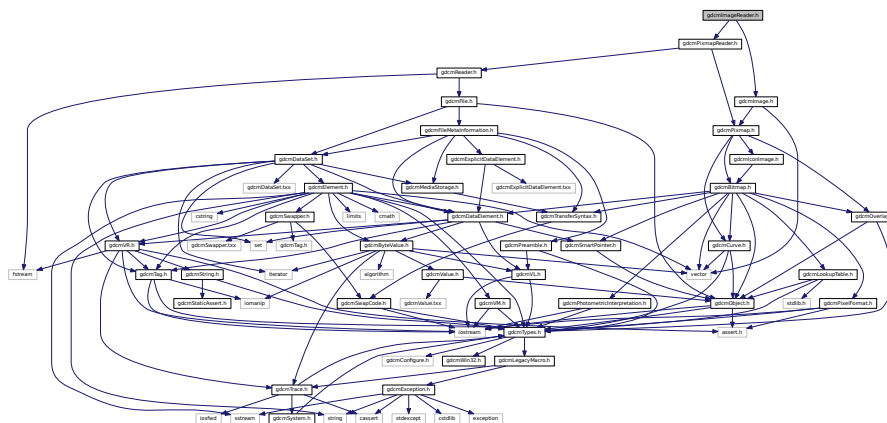 gdcmImageReader.h
gdcmPixmapReader.h
gdcmReader.h
gdcmFile.h
gdcmImage.h
gdcmFileMetaInformation.h
gdcmPixmap.h
gdcmDataSet.h
gdcmExplicitDataElement.h
gdcmIconImage.h
gdcmDataSet.txx
gdcmElement.h
gdcmMediaStorage.h
gdcmExplicitDataElement.txx
gdcmBitmap.h
cstring
gdcmSwapper.h
limits
cmath
gdcmDataElement.h
gdcmTransferSyntax.h
gdcmOverlay
gdcmVR.h
gdcmSwapper.txx
set
gdcmTag.h
gdcmByteValue.h
gdcmPreamble.h
gdcmSmartPointer.h
gdcmCurve.h
fstream
gdcmTag.h
gdcmString.h
iterator
algorithm
gdcmValue.h
gdcmVL.h
vector
gdcmLookupTable.h
gdcmStaticAssert.h
iomanip
gdcmSwapCode.h
gdcmValue.txx
gdcmVM.h
gdcmPhotometricInterpretation.h
gdcmObject.h
stdlib.h
gdcmPixelFormat.h
iostream
gdcmTypes.h
assert.h
gdcmConfigure.h
gdcmWin32.h
gdcmLegacyMacro.h
gdcmTrace.h
gdcmException.h
iosfwd
sstream
gdcmSystem.h
string
cassert
stdexcept
cstdlib
exception